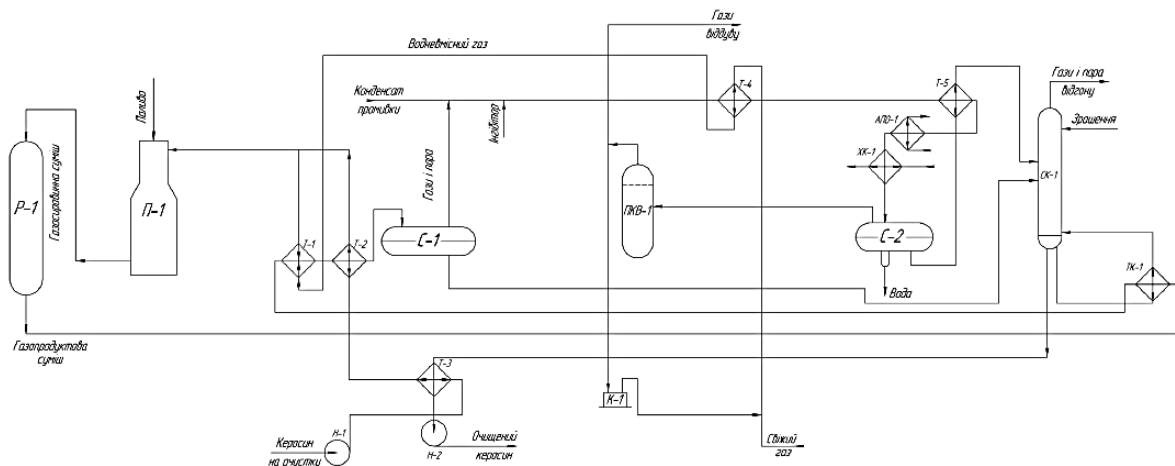 Гази
віддуву
Водневмісний газ
Гази і пара
відгону
Т-4
Т-5
Конденсат
промивки
Паливо
Інгібітор
АПО-1
Зрошення
ХК-1
Газосировинна суміш
Гази і пара
СК-1
Р-1
П-1
ПКВ-1
Т-1
Т-2
С-1
С-2
ТК-1
Вода
Газопродуктова
суміш
Т-3
К-1
Керосин
на очистки
Н-1
Н-2
Очищений
керосин
Свіжий
газ